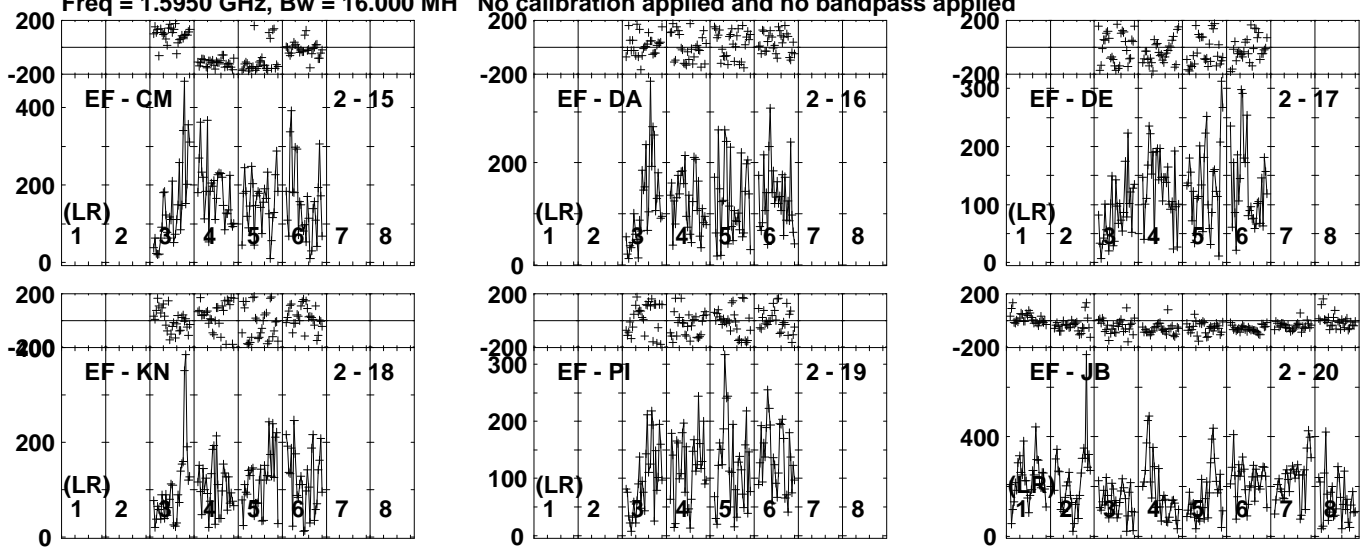 Freq = 1.5950 GHz, Bw = 16.000 MH   No calibration applied and no bandpass applied
200
-200
EF - CM 2 - 15
400
200
0
(LR)
1 2 3 4 5 6 7 8
200
-200
EF - DA 2 - 16
200
0
(LR)
1 2 3 4 5 6 7 8
200
-200
EF - DE 2 - 17
300
200
100
0
(LR)
1 2 3 4 5 6 7 8
200
-200
400
EF - KN 2 - 18
200
0
(LR)
1 2 3 4 5 6 7 8
200
-200
EF - PI 2 - 19
300
200
100
0
(LR)
1 2 3 4 5 6 7 8
200
-200
EF - JB 2 - 20
400
0
(LR)
1 2 3 4 5 6 7 8